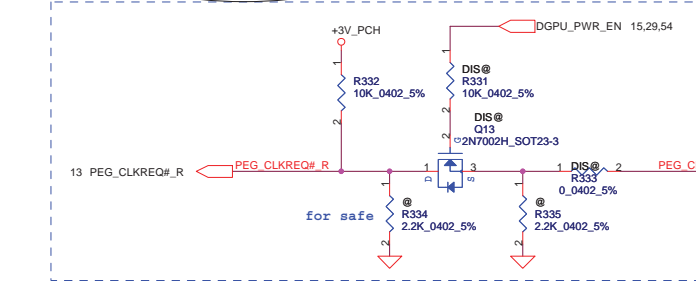 DGPU_PWR_EN 15,29,54
+3V_PCH
1
1
DIS@
R332
R331
10K_0402_5%
10K_0402_5%
2
2
DIS@
Q13
2
G
2N7002H_SOT23-3
13 PEG_CLKREQ#_R
PEG_CLKREQ#_R
1
3
D
S
1
DIS@
2
PEG_C
R333
0_0402_5%
1
1
@
@
for safe
R334
R335
2.2K_0402_5%
2.2K_0402_5%
2
2